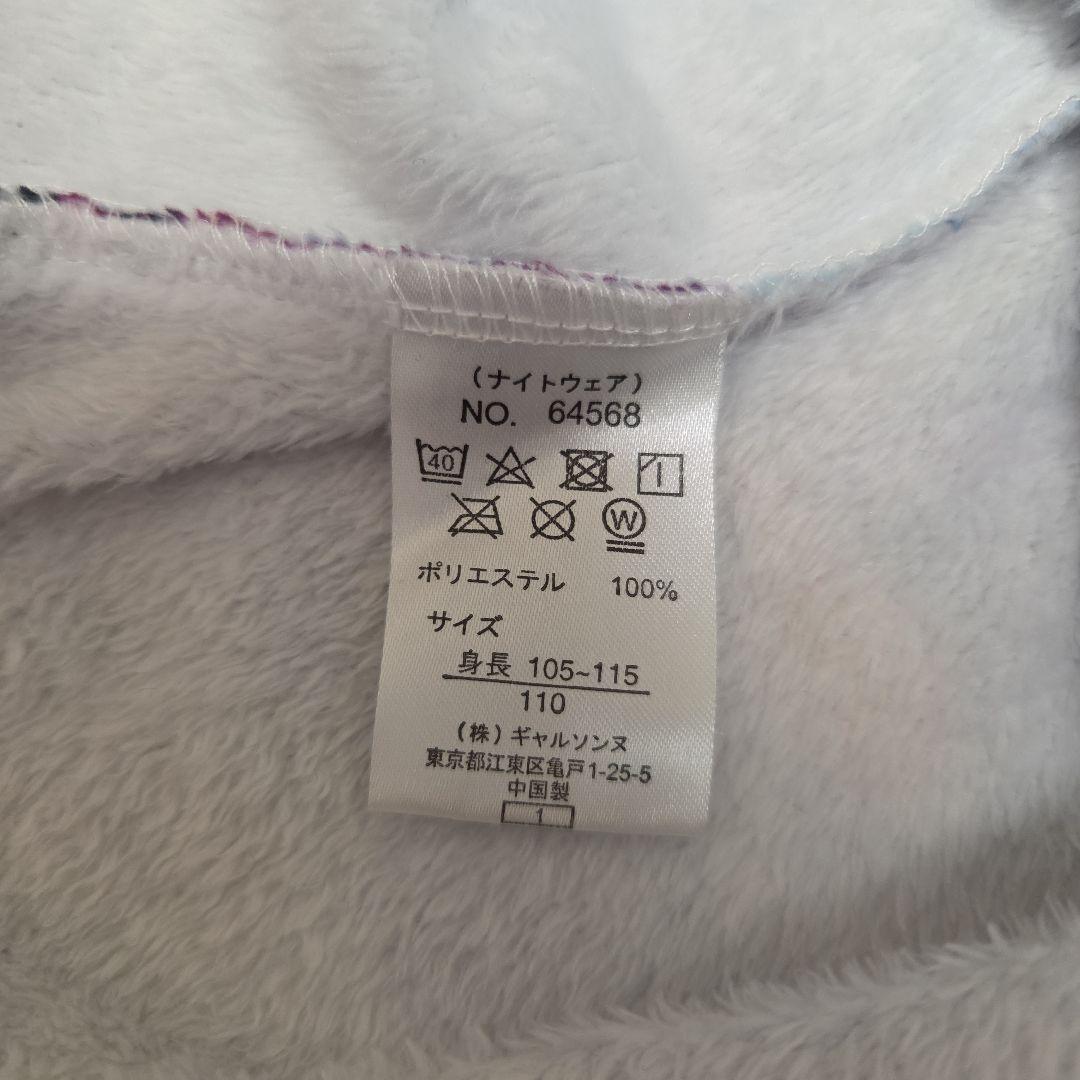 (ナイトウェア)
NO. 64568
40
W
ポリエステル 100%
サイズ
身長 105~115
110
(株)ギャルソンヌ
東京都江東区亀戸1-25-5
中国製
1